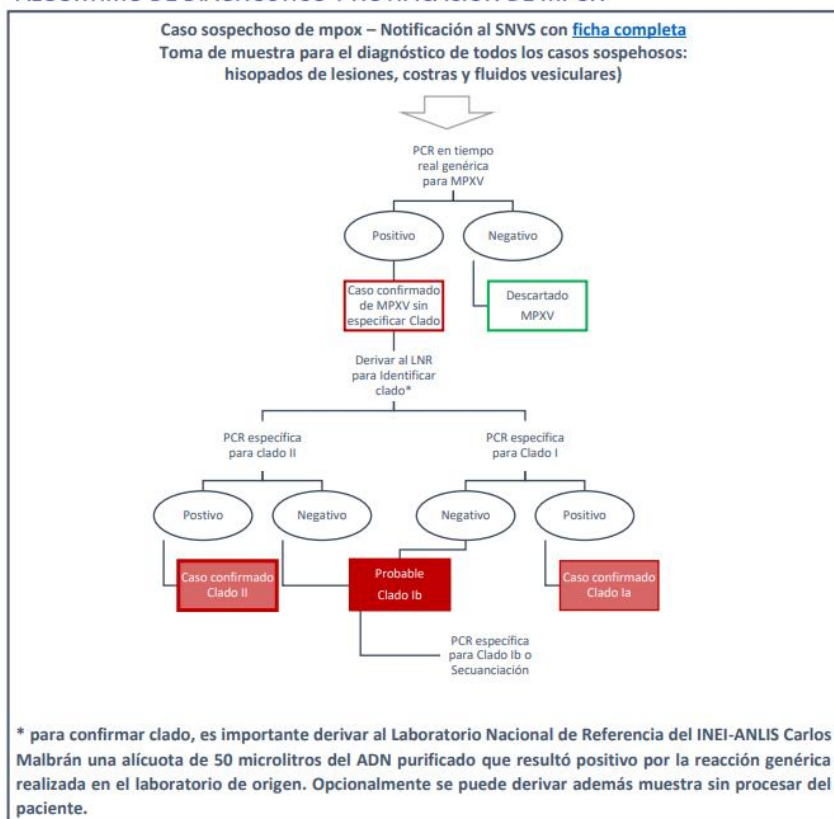 Caso sospechoso de mpox – Notificación al SNVS con ficha completa
Toma de muestra para el diagnóstico de todos los casos sospehosos:
hisopados de lesiones, costras y fluidos vesiculares)
PCR en tiempo
real genérica
para MPXV
Positivo
Negativo
Caso confirmado
de MPXV sin
especificar Clado
Descartado
MPXV
Derivar al LNR
para Identificar
clado*
PCR específica
para clado II
PCR específica
para Clado I
Postivo
Negativo
Negativo
Positivo
Caso confirmado
Clado II
Probable
Clado Ib
Caso confirmado
Clado Ia
PCR específica
para Clado Ib o
Secuanciación
* para confirmar clado, es importante derivar al Laboratorio Nacional de Referencia del INEI-ANLIS Carlos
Malbrán una alícuota de 50 microlitros del ADN purificado que resultó positivo por la reacción genérica
realizada en el laboratorio de origen. Opcionalmente se puede derivar además muestra sin procesar del
paciente.